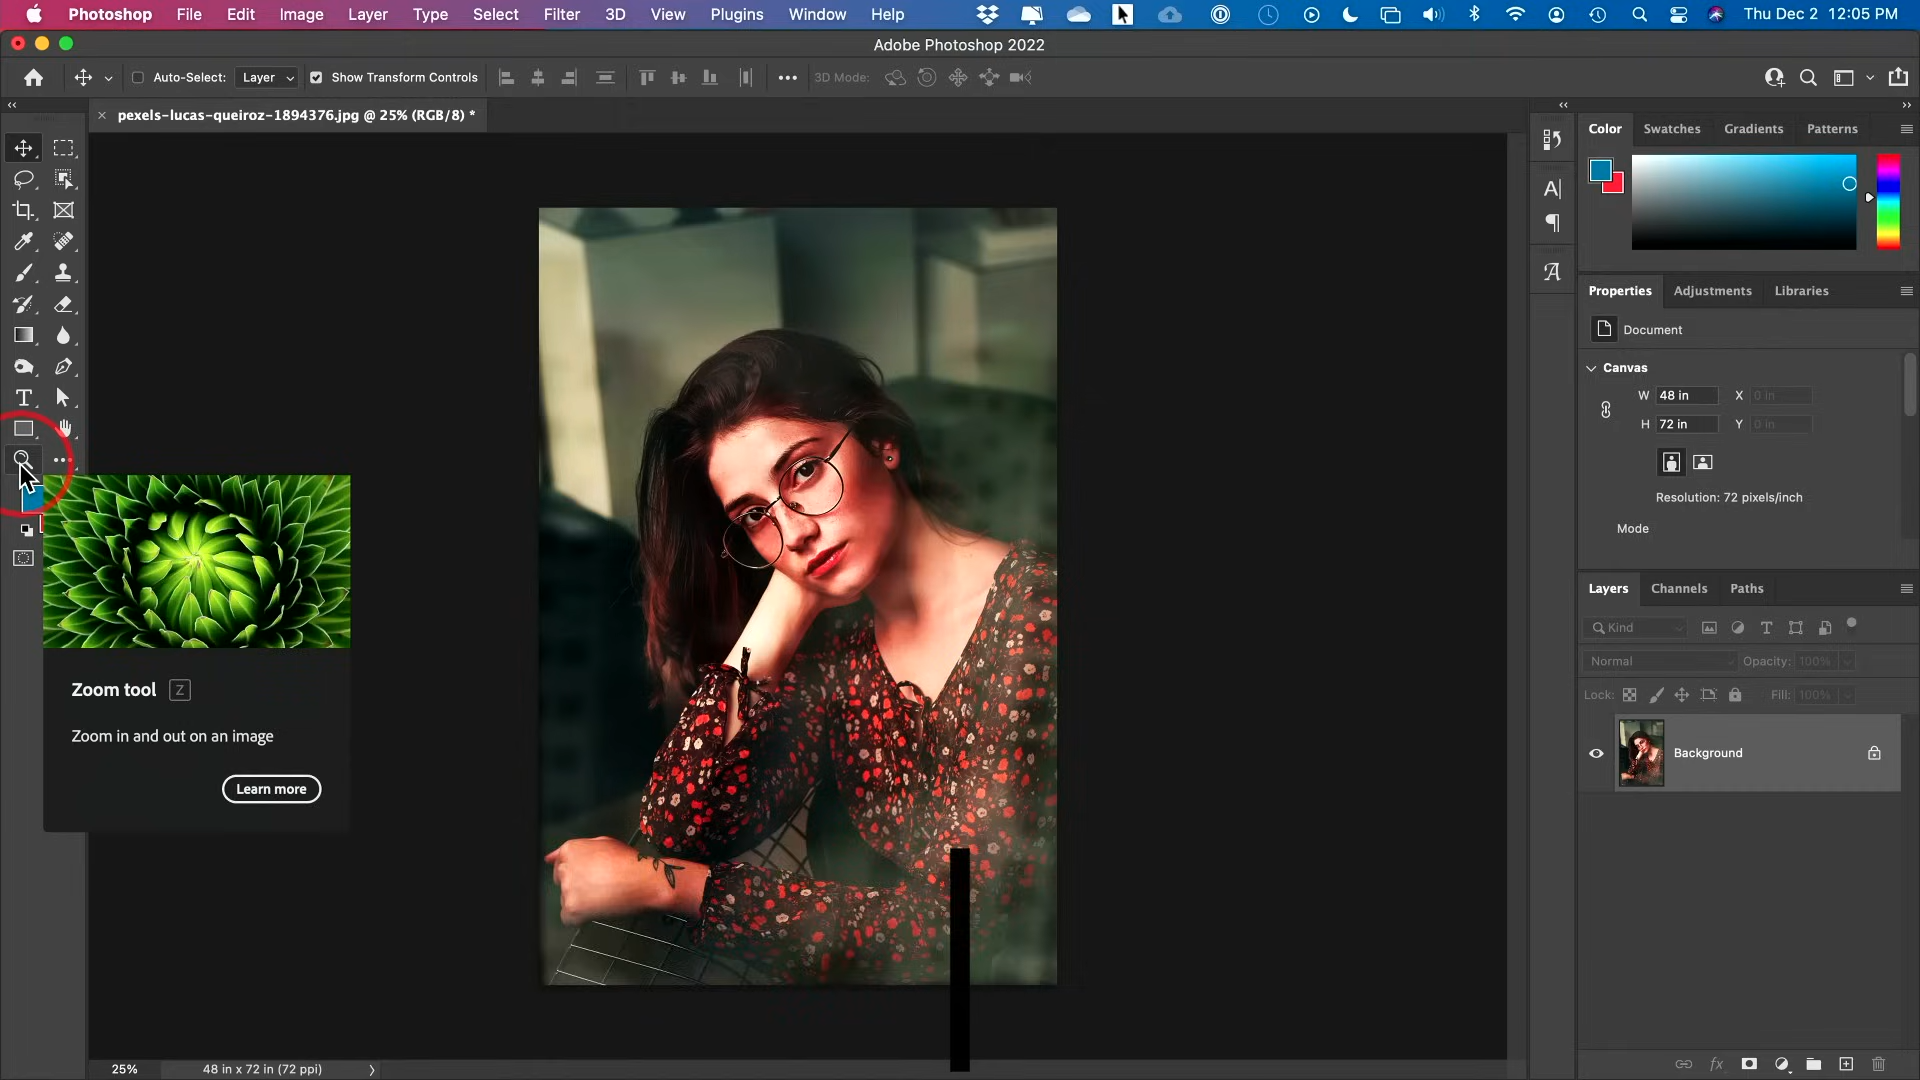 Photoshop File Edit Image Layer Type Select Filter 3D View Plugins Window Help Thu Dec 2 12:05 PM
Adobe Photoshop 2022
Auto-Select: Layer Show Transform Controls ••• 3D Mode:
× pexels-lucas-queiroz-1894376.jpg @ 25% (RGB/8) *
Color Swatches Gradients Patterns
Properties Adjustments Libraries
Document
Canvas
W 48 in X 0 in
H 72 in Y 0 in
Resolution: 72 pixels/inch
Mode
Layers Channels Paths
Kind
Normal Opacity: 100%
Lock: Fill: 100%
Background
Zoom tool Z
Zoom in and out on an image
Learn more
25% 48 in x 72 in (72 ppi)
fx